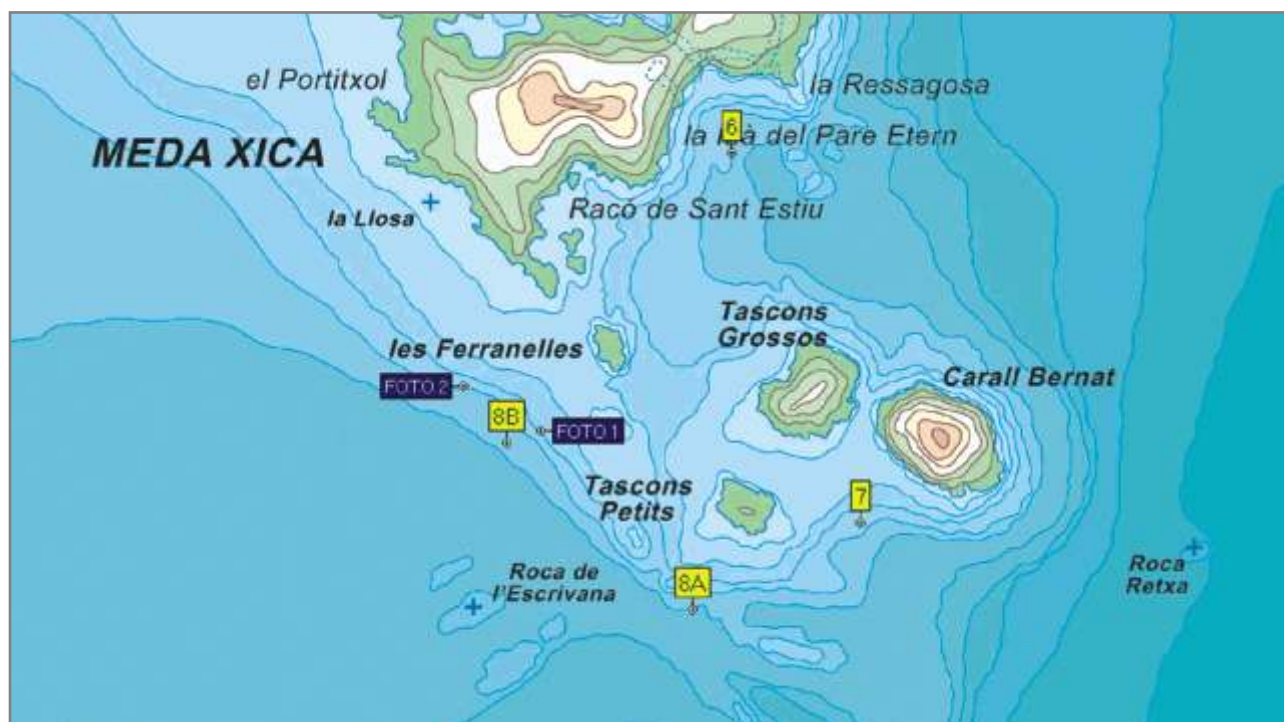 el Portitxol
la Ressagosa
6
la Illa del Pare Etern
MEDA XICA
la Llosa
Racó de Sant Estiu
Tascons
Grossos
les Ferranelles
Carall Bernat
FOTO 2
8B
FOTO 1
Tascons
Petits
7
Roca de
l'Escrivana
8A
Roca
Retxa